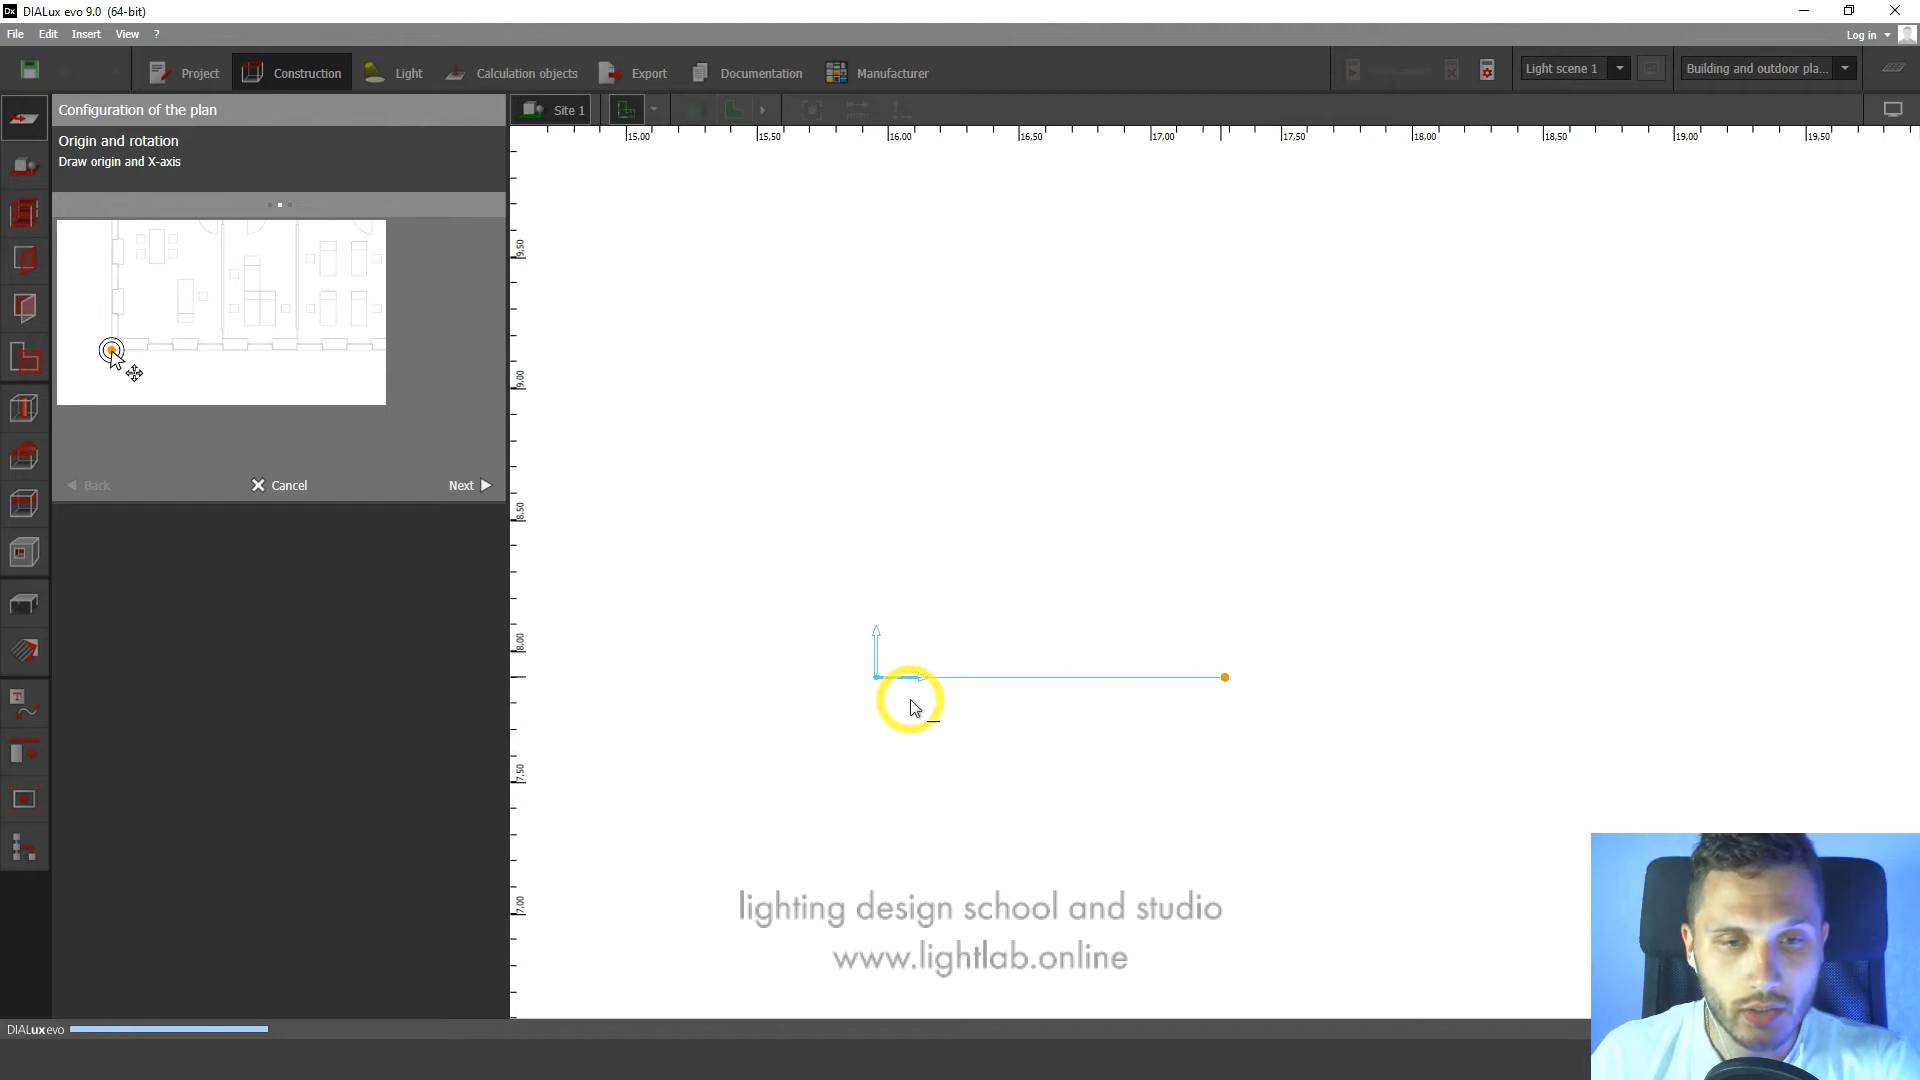 DIALux evo 9.0 (64-bit)
File Edit Insert View ?
Log in
Project Construction Light Calculation objects Export Documentation Manufacturer
Light scene 1
Building and outdoor pla...
Configuration of the plan
Site 1
Origin and rotation
Draw origin and X-axis
15,00 15,50 16,00 16,50 17,00 17,50 18,00 18,50 19,00 19,50
9,50
9,00
8,50
8,00
7,50
7,00
Back Cancel Next
lighting design school and studio
www.lightlab.online
DIALux evo